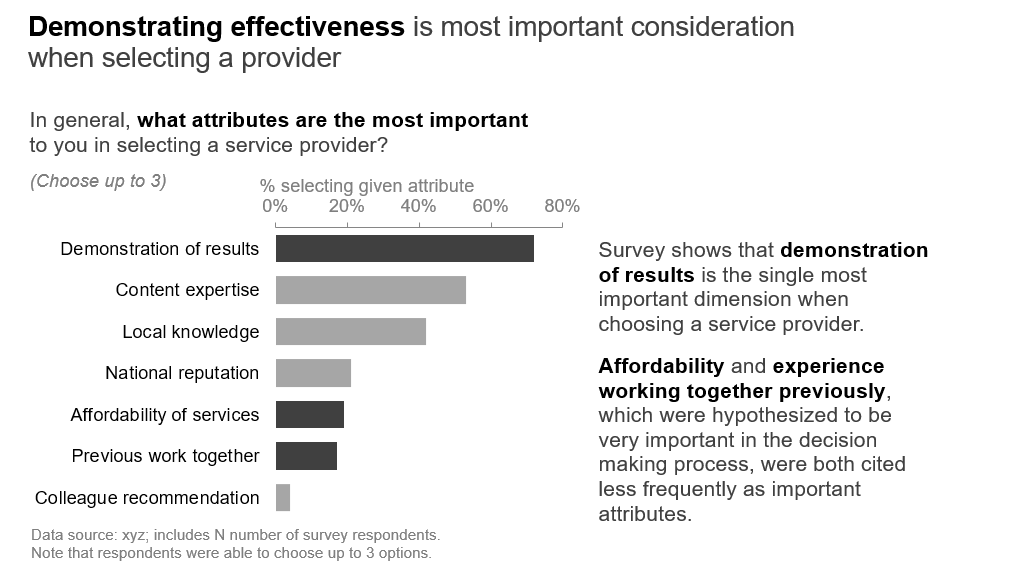 Demonstrating effectiveness is most important consideration
when selecting a provider
In general, what attributes are the most important
to you in selecting a service provider?
(Choose up to 3)
% selecting given attribute
0% 20% 40% 60% 80%
Demonstration of results
Content expertise
Local knowledge
National reputation
Affordability of services
Previous work together
Colleague recommendation
Survey shows that demonstration
of results is the single most
important dimension when
choosing a service provider.
Affordability and experience
working together previously,
which were hypothesized to be
very important in the decision
making process, were both cited
less frequently as important
attributes.
Data source: xyz; includes N number of survey respondents.
Note that respondents were able to choose up to 3 options.